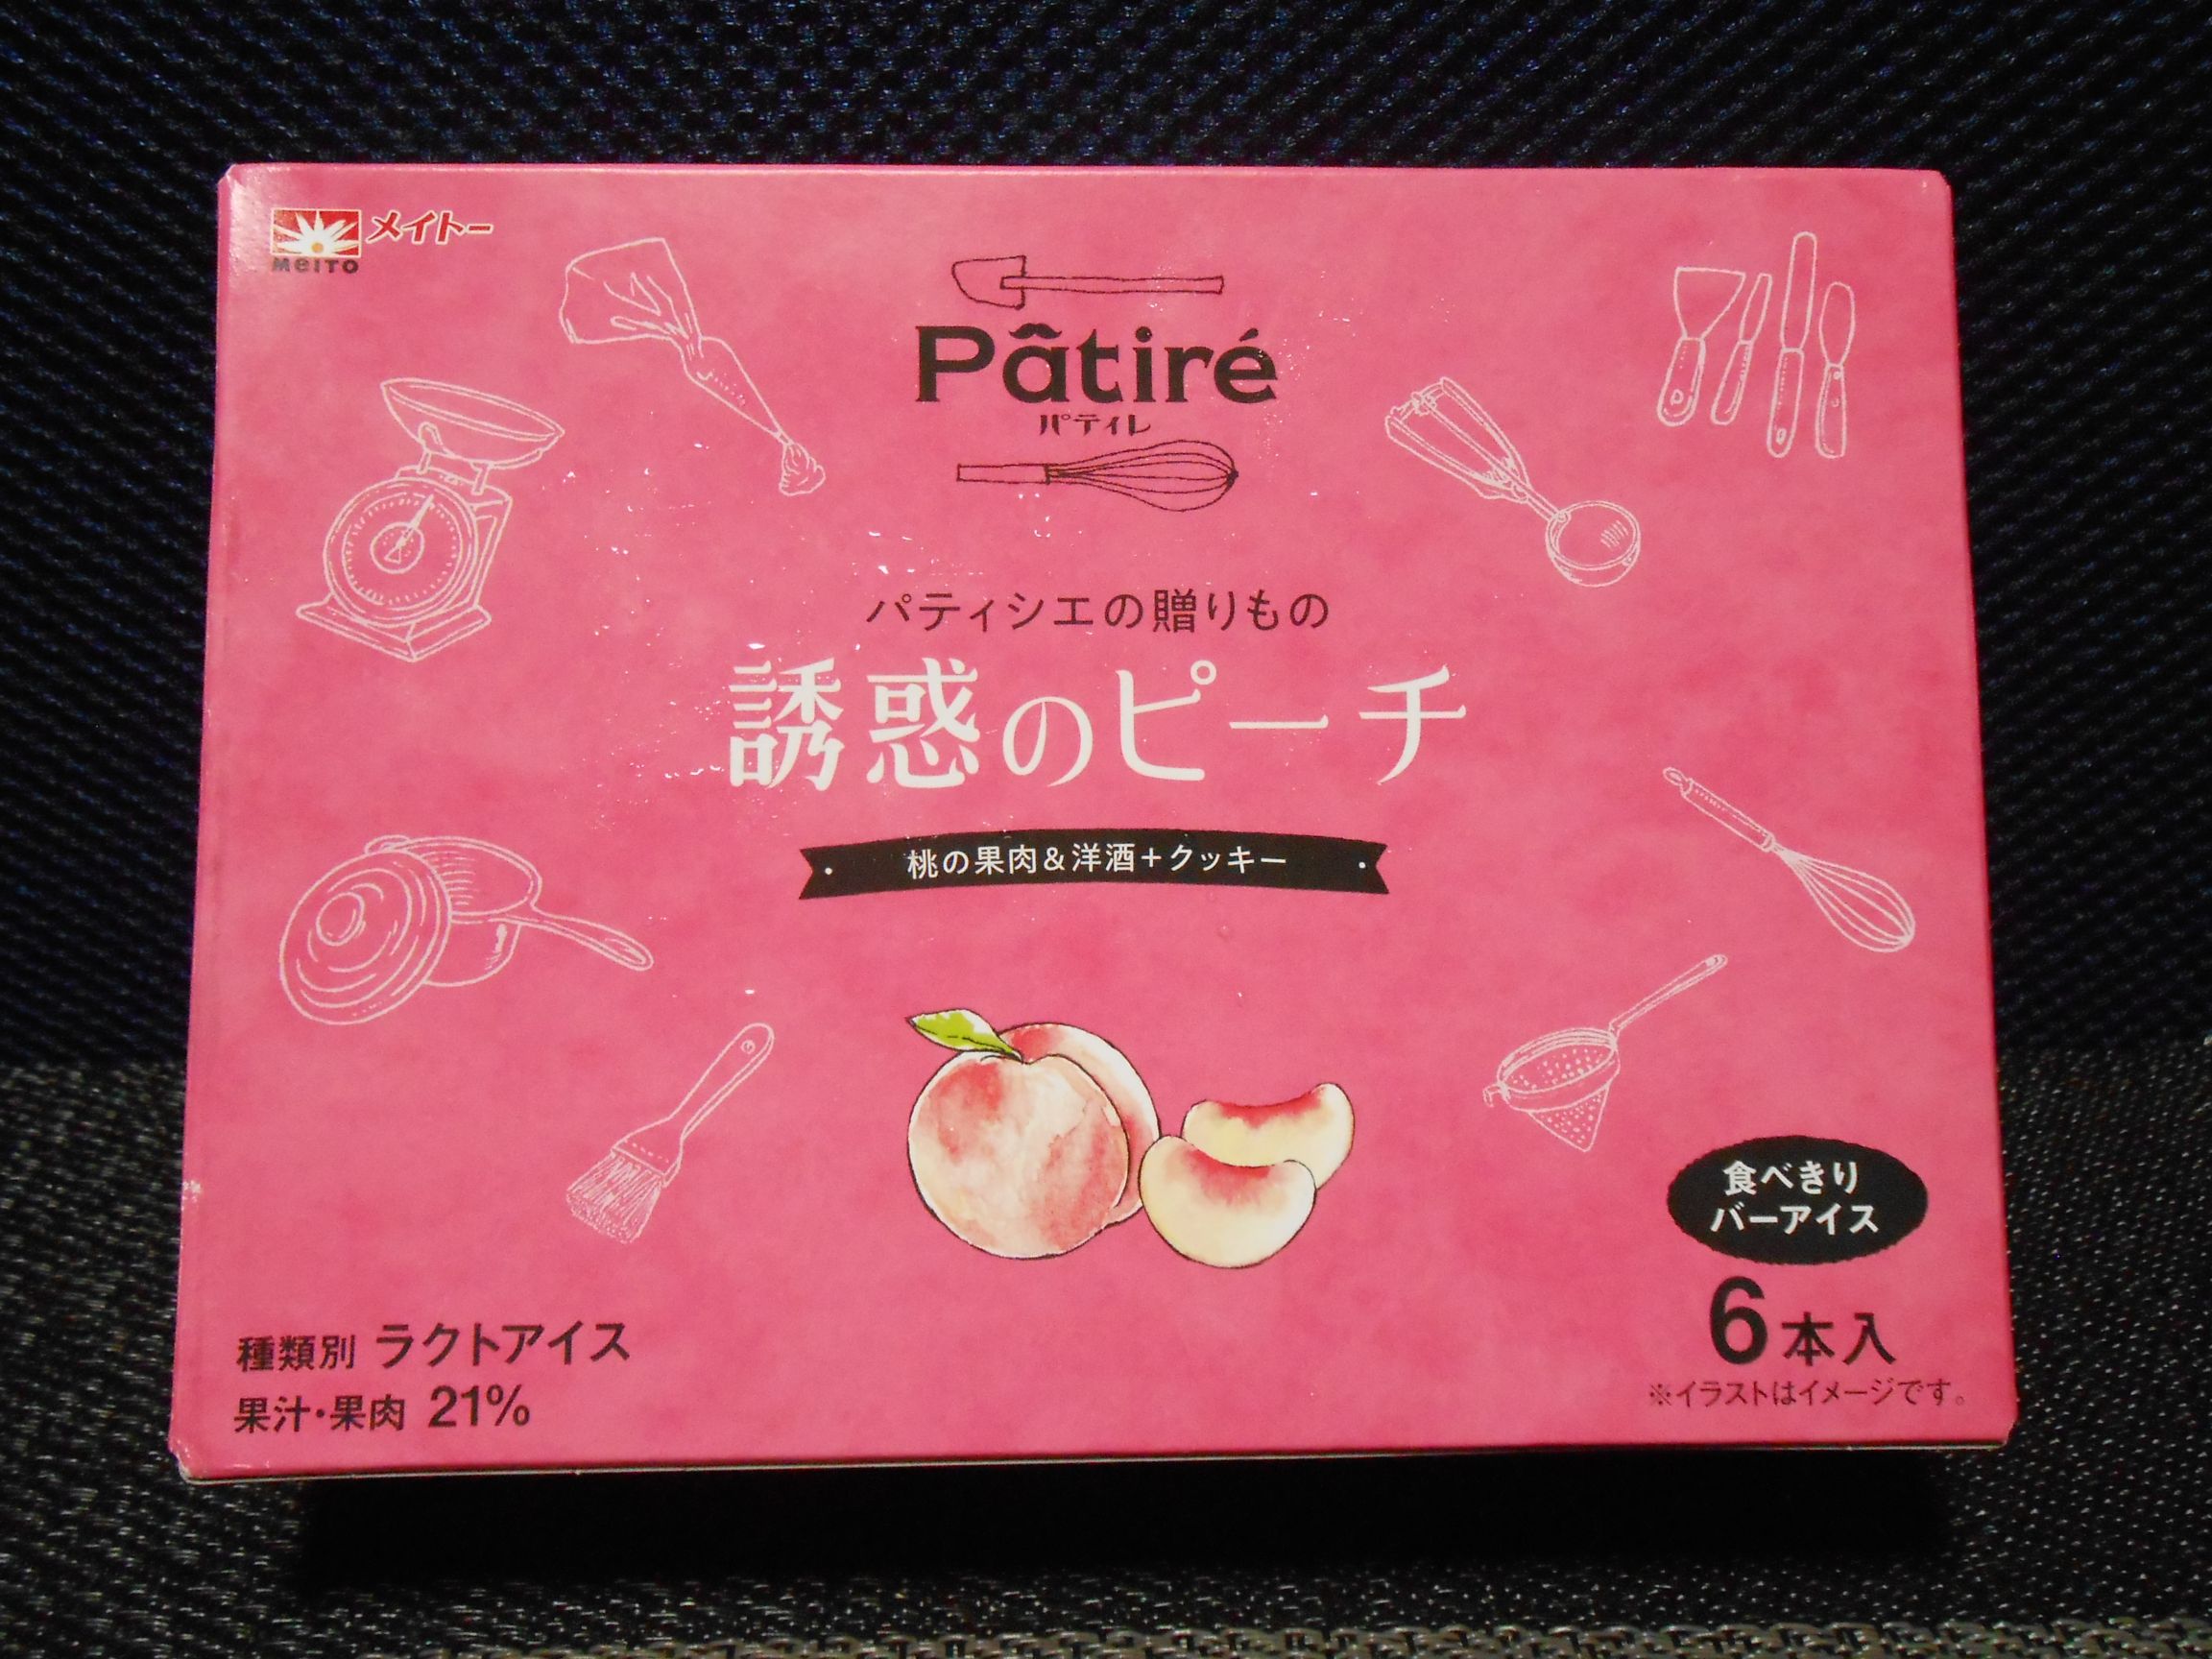 メイトー
MeiTO
Pâtiré
パティレ
パティシエの贈りもの
誘惑のピーチ
桃の果肉&洋酒+クッキー
食べきり
バーアイス
6本入
※イラストはイメージです。
種類別 ラクトアイス
果汁・果肉 21%